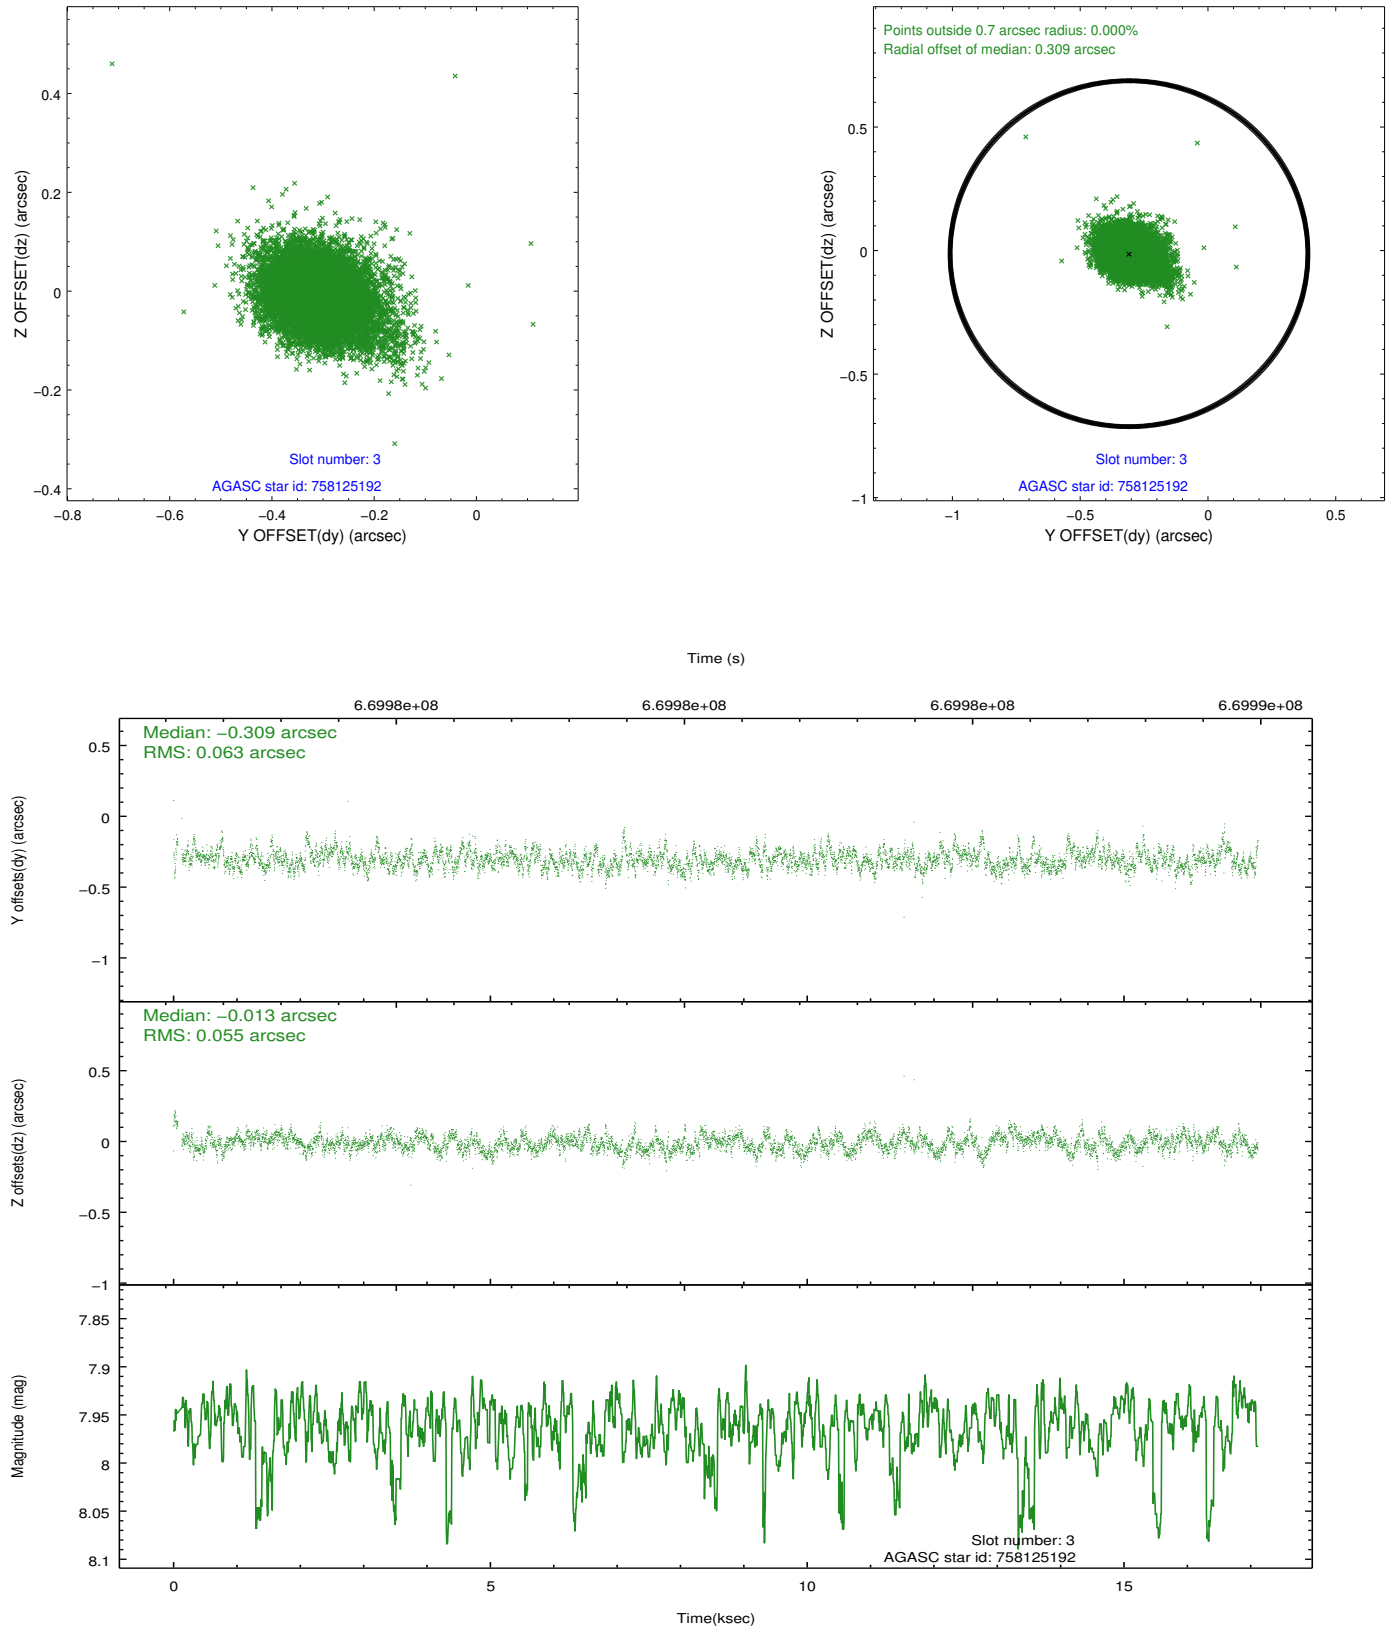 0.4
0.2
0
−0.2
−0.4
Z OFFSET(dz) (arcsec)
Slot number: 3
AGASC star id: 758125192
−0.8 −0.6 −0.4 −0.2 0
Y OFFSET(dy) (arcsec)
Points outside 0.7 arcsec radius: 0.000%
Radial offset of median: 0.309 arcsec
0.5
0
−0.5
−1
Z OFFSET(dz) (arcsec)
Slot number: 3
AGASC star id: 758125192
−1 −0.5 0 0.5
Y OFFSET(dy) (arcsec)
Time (s)
6.6998e+08 6.6998e+08 6.6998e+08 6.6999e+08
Median: −0.309 arcsec
RMS: 0.063 arcsec
0.5
0
−0.5
−1
Y offsets(dy) (arcsec)
Median: −0.013 arcsec
RMS: 0.055 arcsec
0.5
0
−0.5
−1
Z offsets(dz) (arcsec)
7.85
7.9
7.95
8
8.05
8.1
Magnitude (mag)
Slot number: 3
AGASC star id: 758125192
0 5 10 15
Time(ksec)